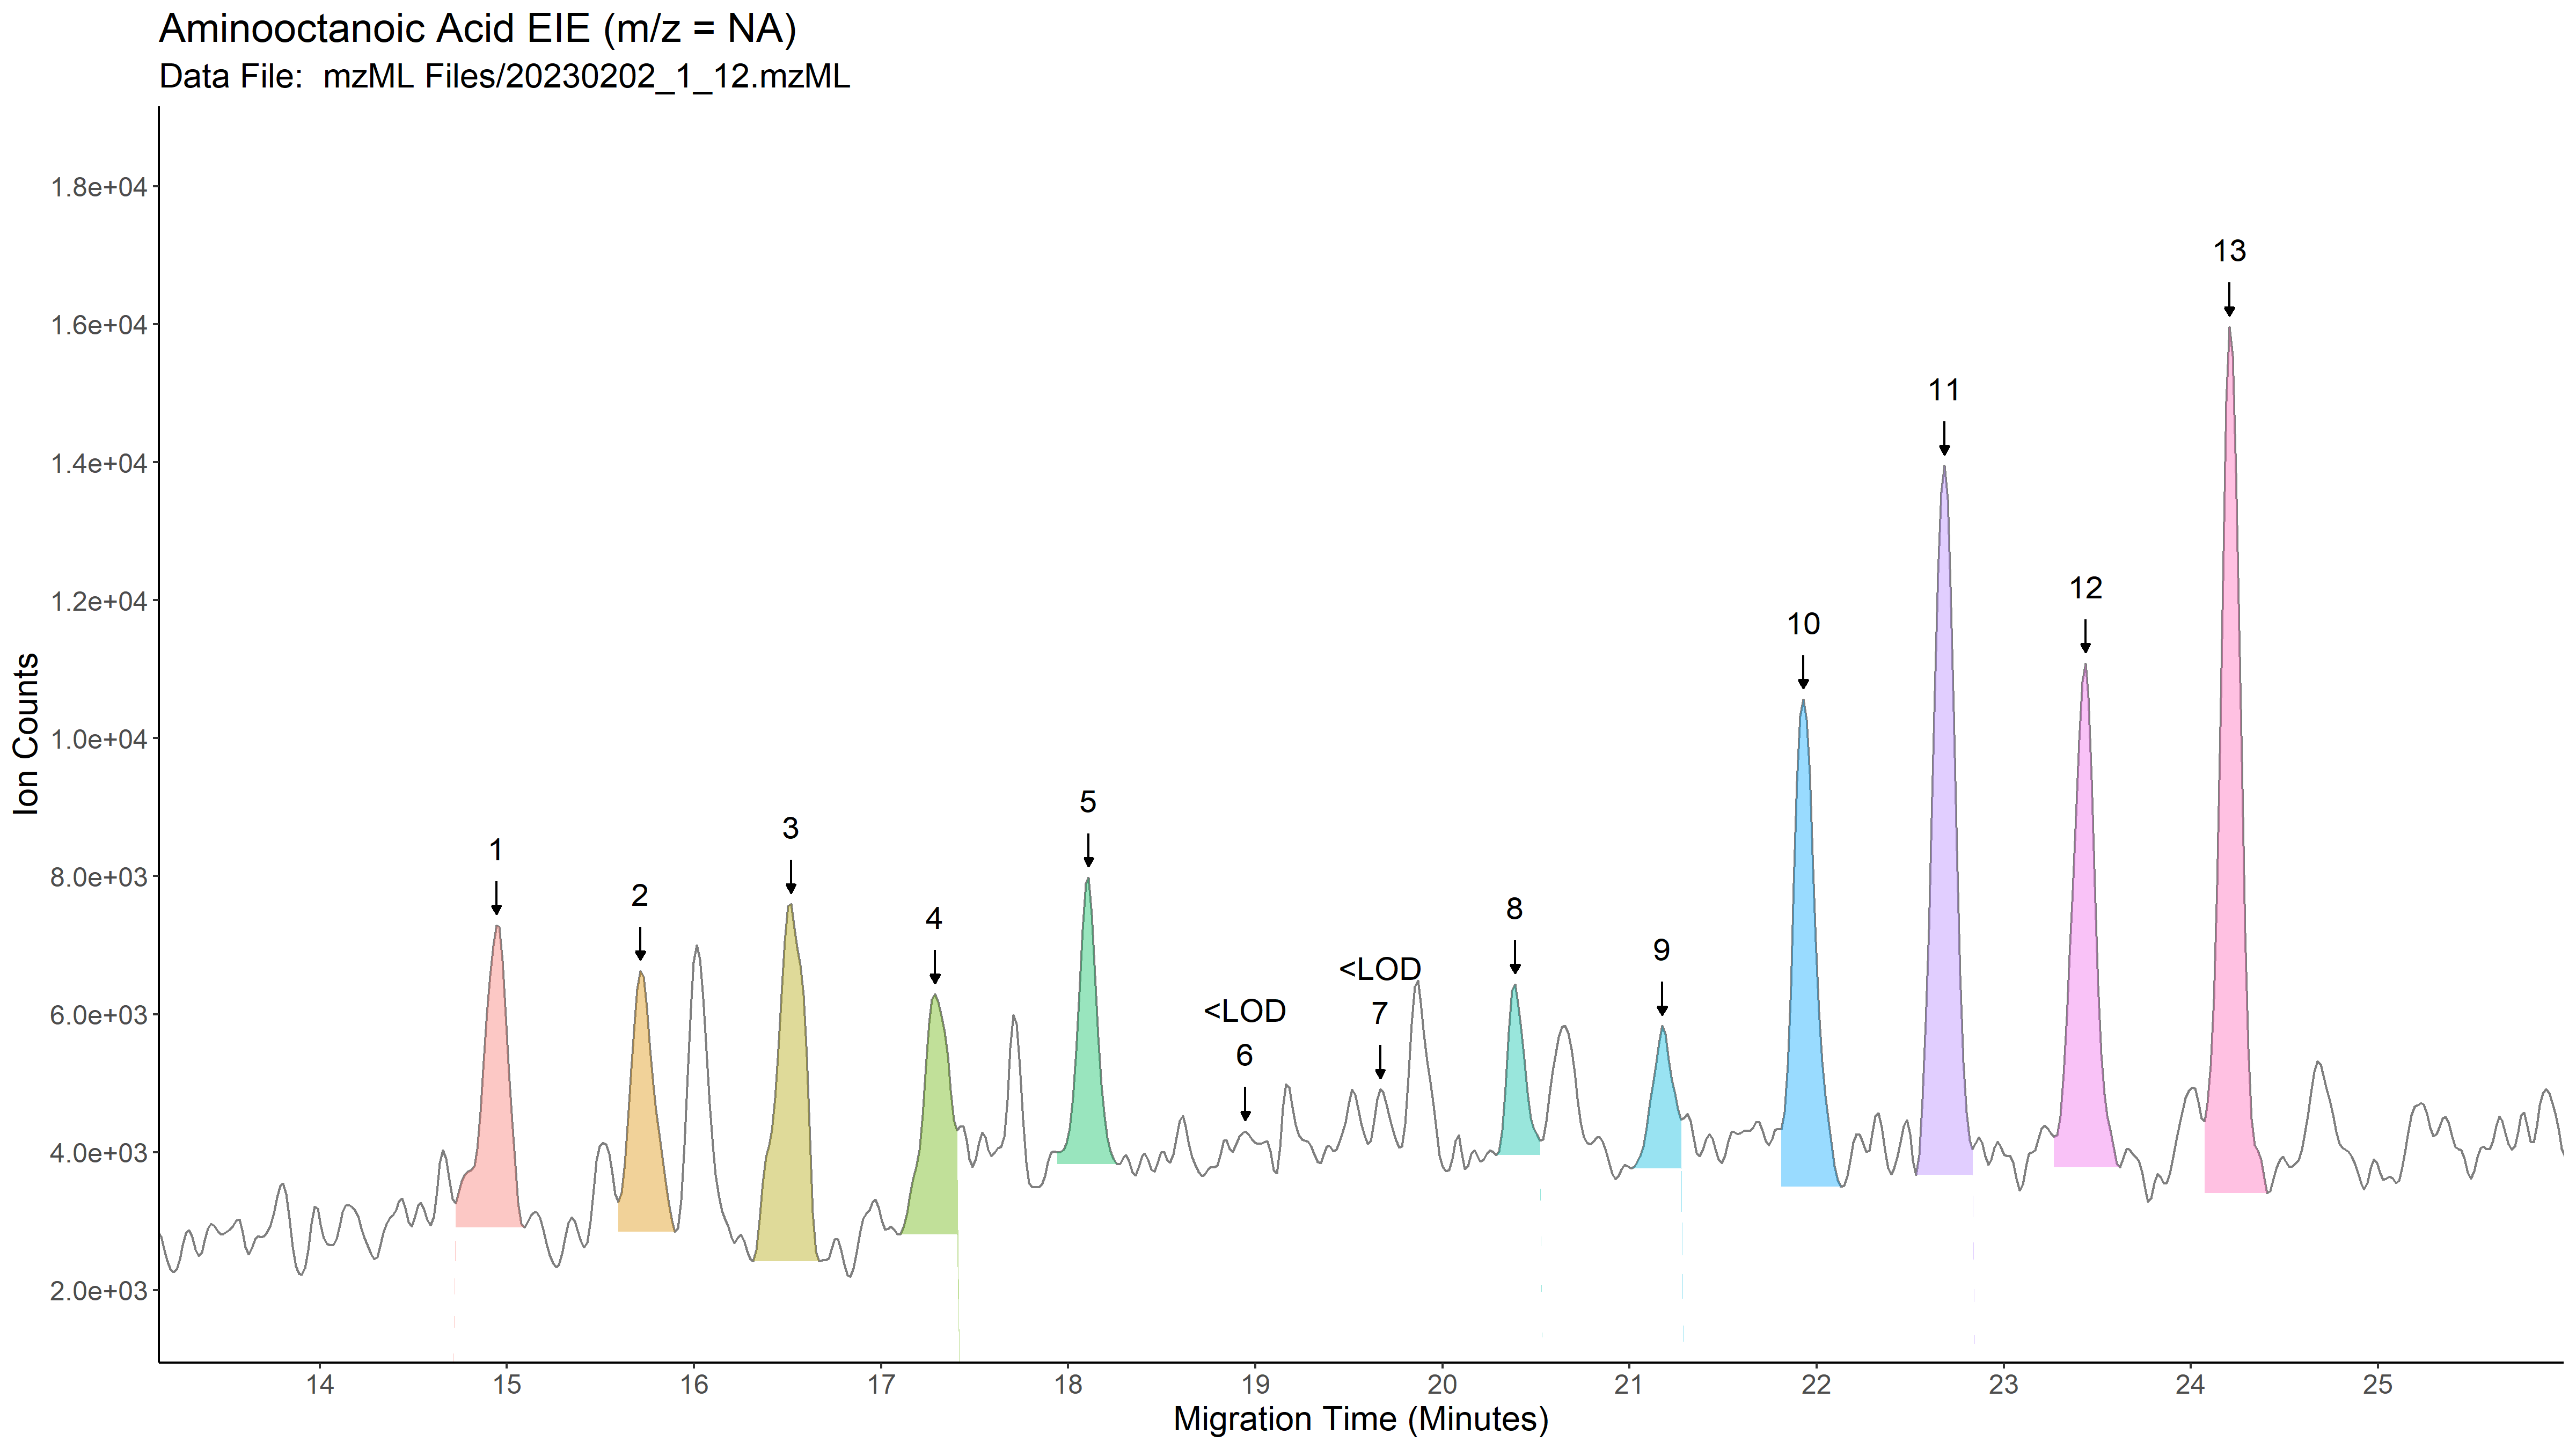 Aminooctanoic Acid EIE (m/z = NA)
Data File:  mzML Files/20230202_1_12.mzML
Ion Counts
1.8e+04
1.6e+04
1.4e+04
1.2e+04
1.0e+04
8.0e+03
6.0e+03
4.0e+03
2.0e+03
1
2
3
4
5
<LOD
6
<LOD
7
8
9
10
11
12
13
14 15 16 17 18 19 20 21 22 23 24 25
Migration Time (Minutes)